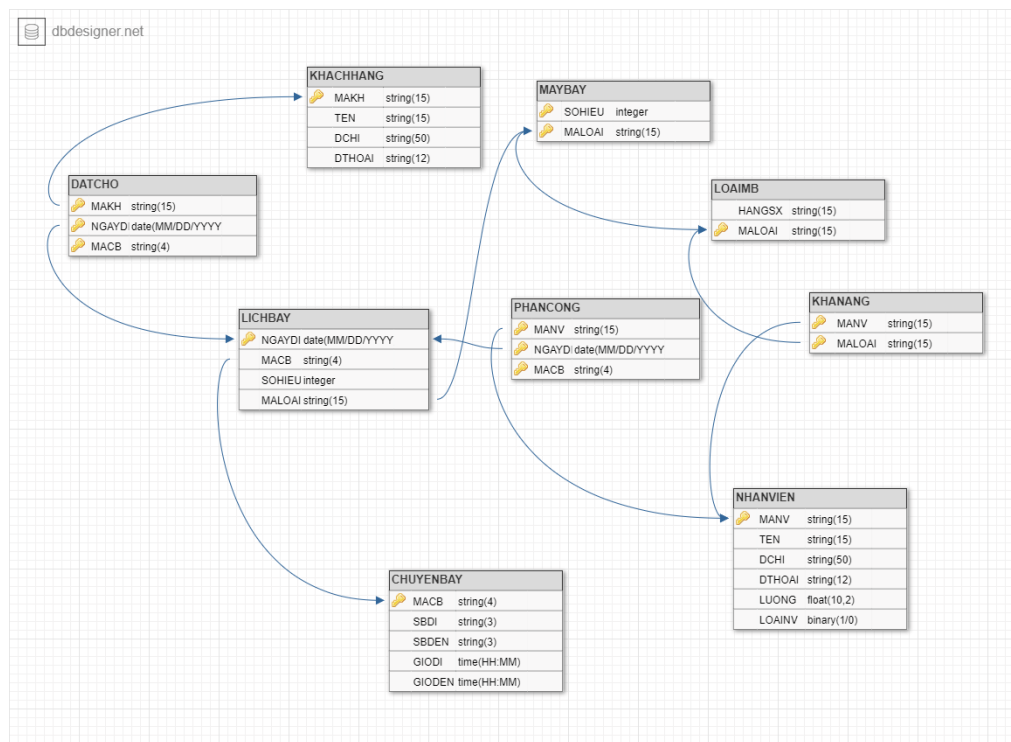 dbdesigner.net
KHACHHANG
MAKH string(15)
TEN string(15)
DCHI string(50)
DTHOAI string(12)
MAYBAY
SOHIEU integer
MALOAI string(15)
DATCHO
MAKH string(15)
NGAYDI date(MM/DD/YYYY
MACB string(4)
LOAIMB
HANGSX string(15)
MALOAI string(15)
LICHBAY
NGAYDI date(MM/DD/YYYY
MACB string(4)
SOHIEU integer
MALOAI string(15)
PHANCONG
MANV string(15)
NGAYDI date(MM/DD/YYYY
MACB string(4)
KHANANG
MANV string(15)
MALOAI string(15)
NHANVIEN
MANV string(15)
TEN string(15)
DCHI string(50)
DTHOAI string(12)
LUONG float(10,2)
LOAINV binary(1/0)
CHUYENBAY
MACB string(4)
SBDI string(3)
SBDEN string(3)
GIODI time(HH:MM)
GIODEN time(HH:MM)